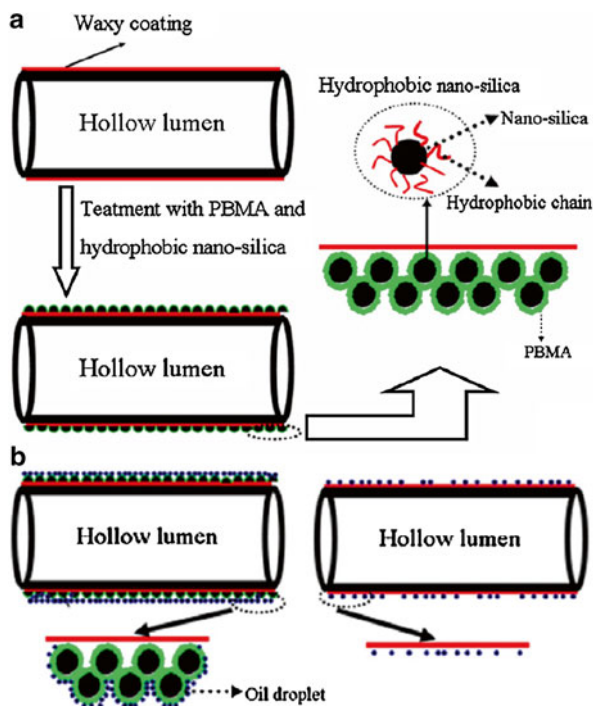 a
Waxy coating
Hollow lumen
Teatment with PBMA and
hydrophobic nano-silica
Hollow lumen
Hydrophobic nano-silica
Nano-silica
Hydrophobic chain
PBMA
b
Hollow lumen
Oil droplet
Hollow lumen